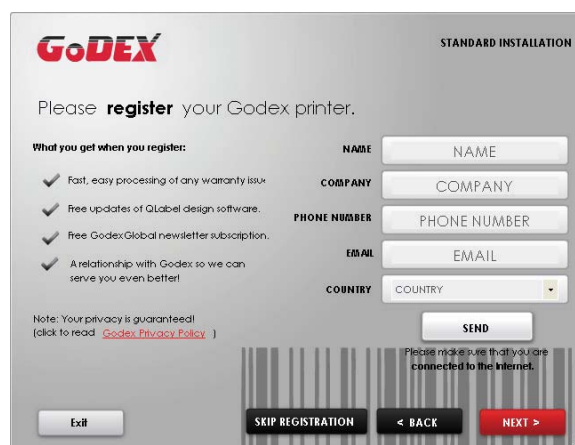 GoDEX
STANDARD INSTALLATION
Please register your Godex printer.
What you get when you register:
Fast, easy processing of any warranty issu
Free updates of QLabel design software.
Free GodexGlobal newsletter subscription.
A relationship with Godex so we can
serve you even better!
Note: Your privacy is guaranteed!
(click to read Godex Privacy Policy )
NAME NAME
COMPANY COMPANY
PHONE NUMBER PHONE NUMBER
EMAIL EMAIL
COUNTRY COUNTRY
SEND
Please make sure that you are
connected to the Internet.
Exit
SKIP REGISTRATION
< BACK
NEXT >